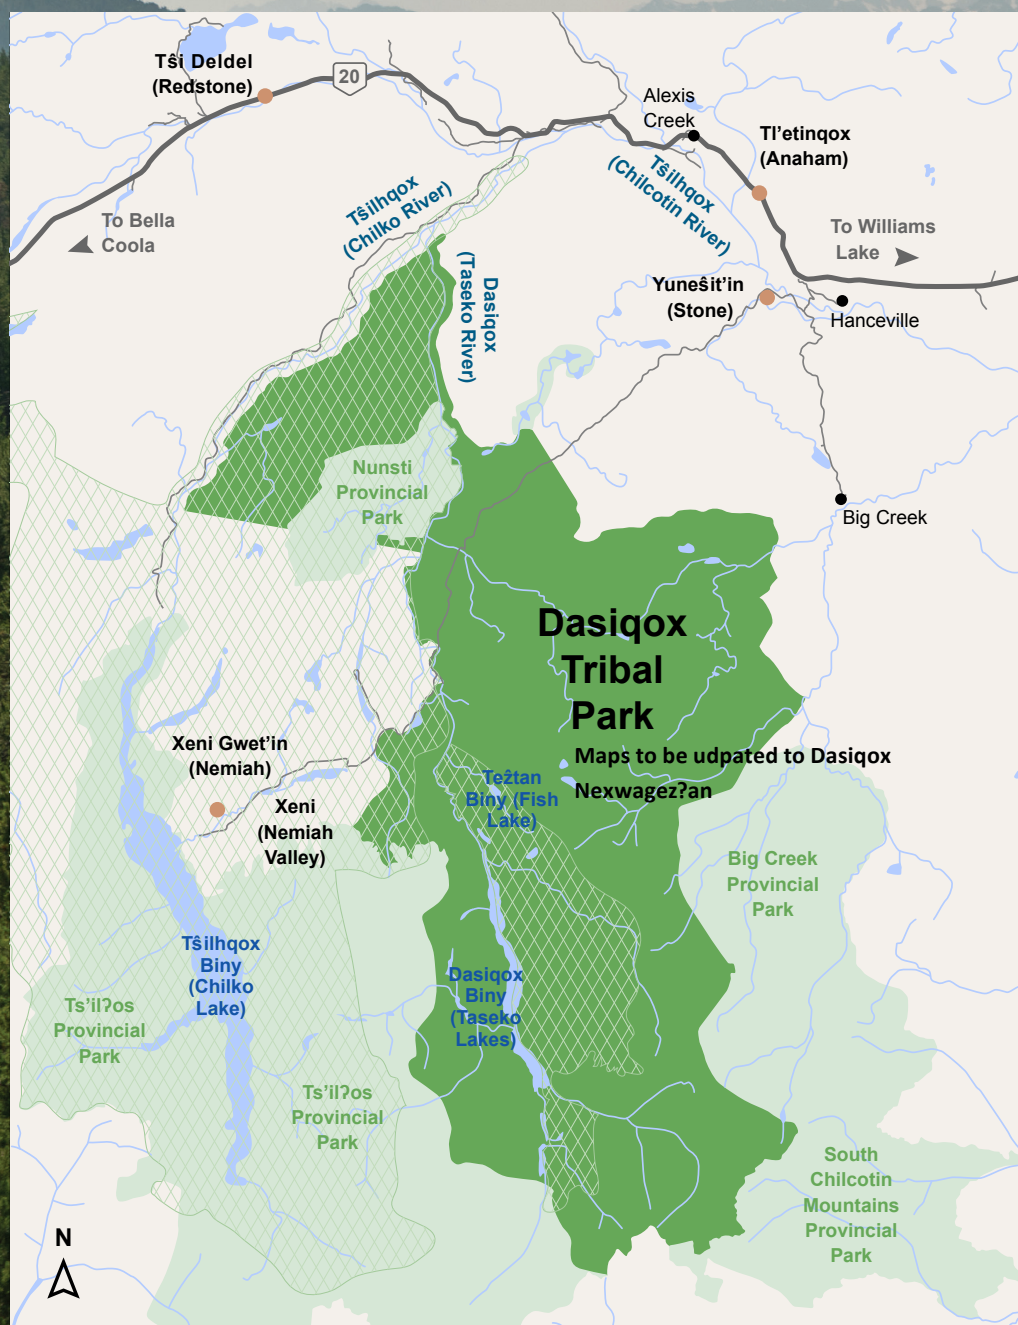 Tŝi Deldel
(Redstone)
20
Alexis
Creek
Tl’etinqox
(Anaham)
To Bella
Coola
Tŝilhqox
(Chilko River)
Tŝilhqox
(Chilcotin River)
To Williams
Lake
Dasiqox
(Taseko River)
Yuneŝit’in
(Stone)
Hanceville
Nunsti
Provincial
Park
Big Creek
Dasiqox
Tribal
Park
Maps to be udpated to Dasiqox
Nexwagez?an
Xeni Gwet’in
(Nemiah)
Xeni
(Nemiah
Valley)
Teẑtan
Biny (Fish
Lake)
Big Creek
Provincial
Park
Tŝilhqox
Biny
(Chilko
Lake)
Dasiqox
Biny
(Taseko
Lakes)
Ts’ilʔos
Provincial
Park
Ts’ilʔos
Provincial
Park
South
Chilcotin
Mountains
Provincial
Park
N